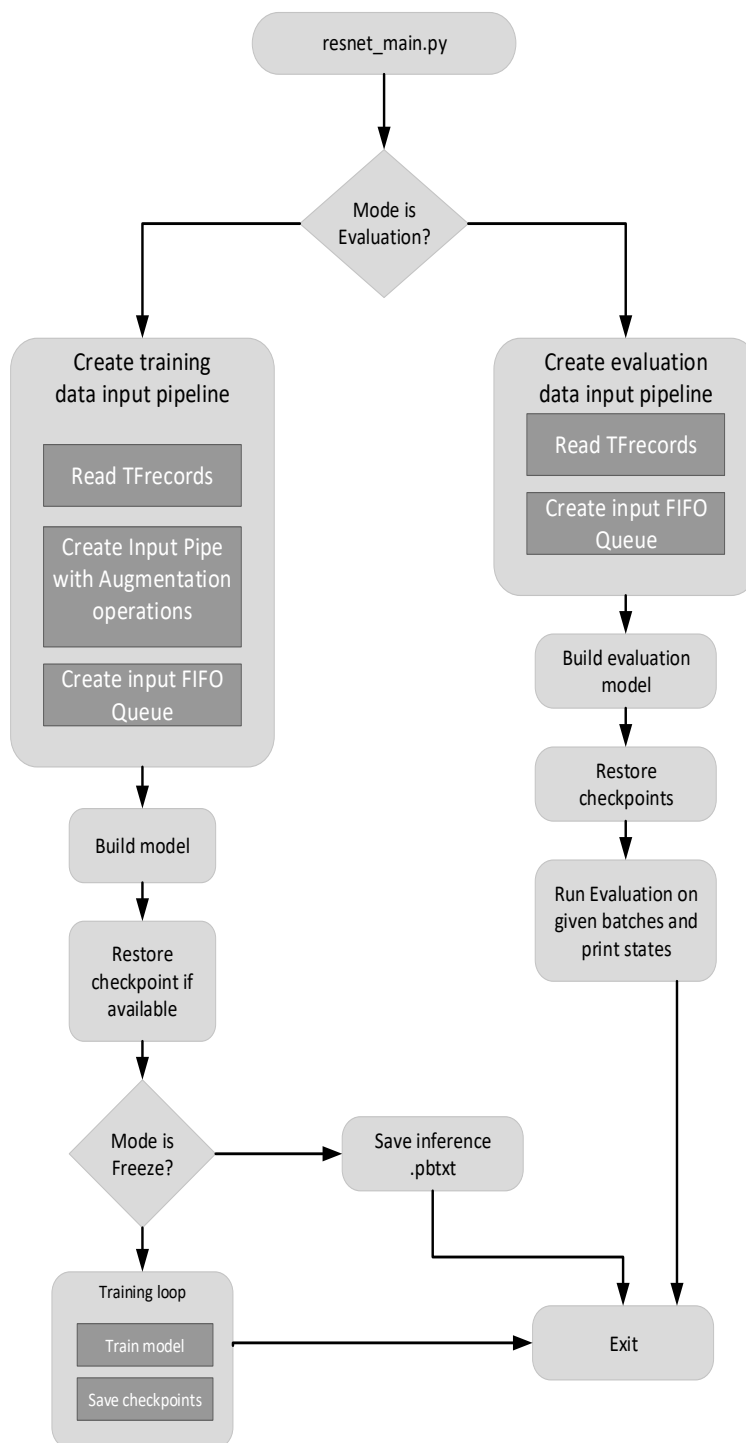 resnet_main.py
Mode is
Evaluation?
Create training
data input pipeline
Read TFrecords
Create Input Pipe
with Augmentation
operations
Create input FIFO
Queue
Build model
Restore
checkpoint if
available
Mode is
Freeze?
Training loop
Train model
Save checkpoints
Save inference
.pbtxt
Create evaluation
data input pipeline
Read TFrecords
Create input FIFO
Queue
Build evaluation
model
Restore
checkpoints
Run Evaluation on
given batches and
print states
Exit